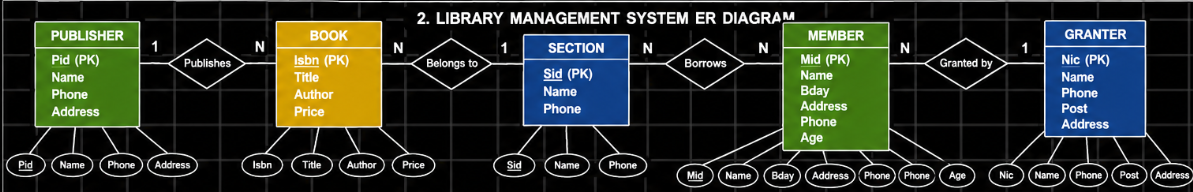 2. LIBRARY MANAGEMENT SYSTEM ER DIAGRAM
PUBLISHER
Pid (PK)
Name
Phone
Address
1
Publishes
N
BOOK
Isbn (PK)
Title
Author
Price
N
Belongs to
1
SECTION
Sid (PK)
Name
Phone
N
Borrows
N
MEMBER
Mid (PK)
Name
Bday
Address
Phone
Age
N
Granted by
1
GRANTER
Nic (PK)
Name
Phone
Post
Address
Pid
Name
Phone
Address
Isbn
Title
Author
Price
Sid
Name
Phone
Mid
Name
Bday
Address
Phone
Phone
Age
Nic
Name
Phone
Post
Address